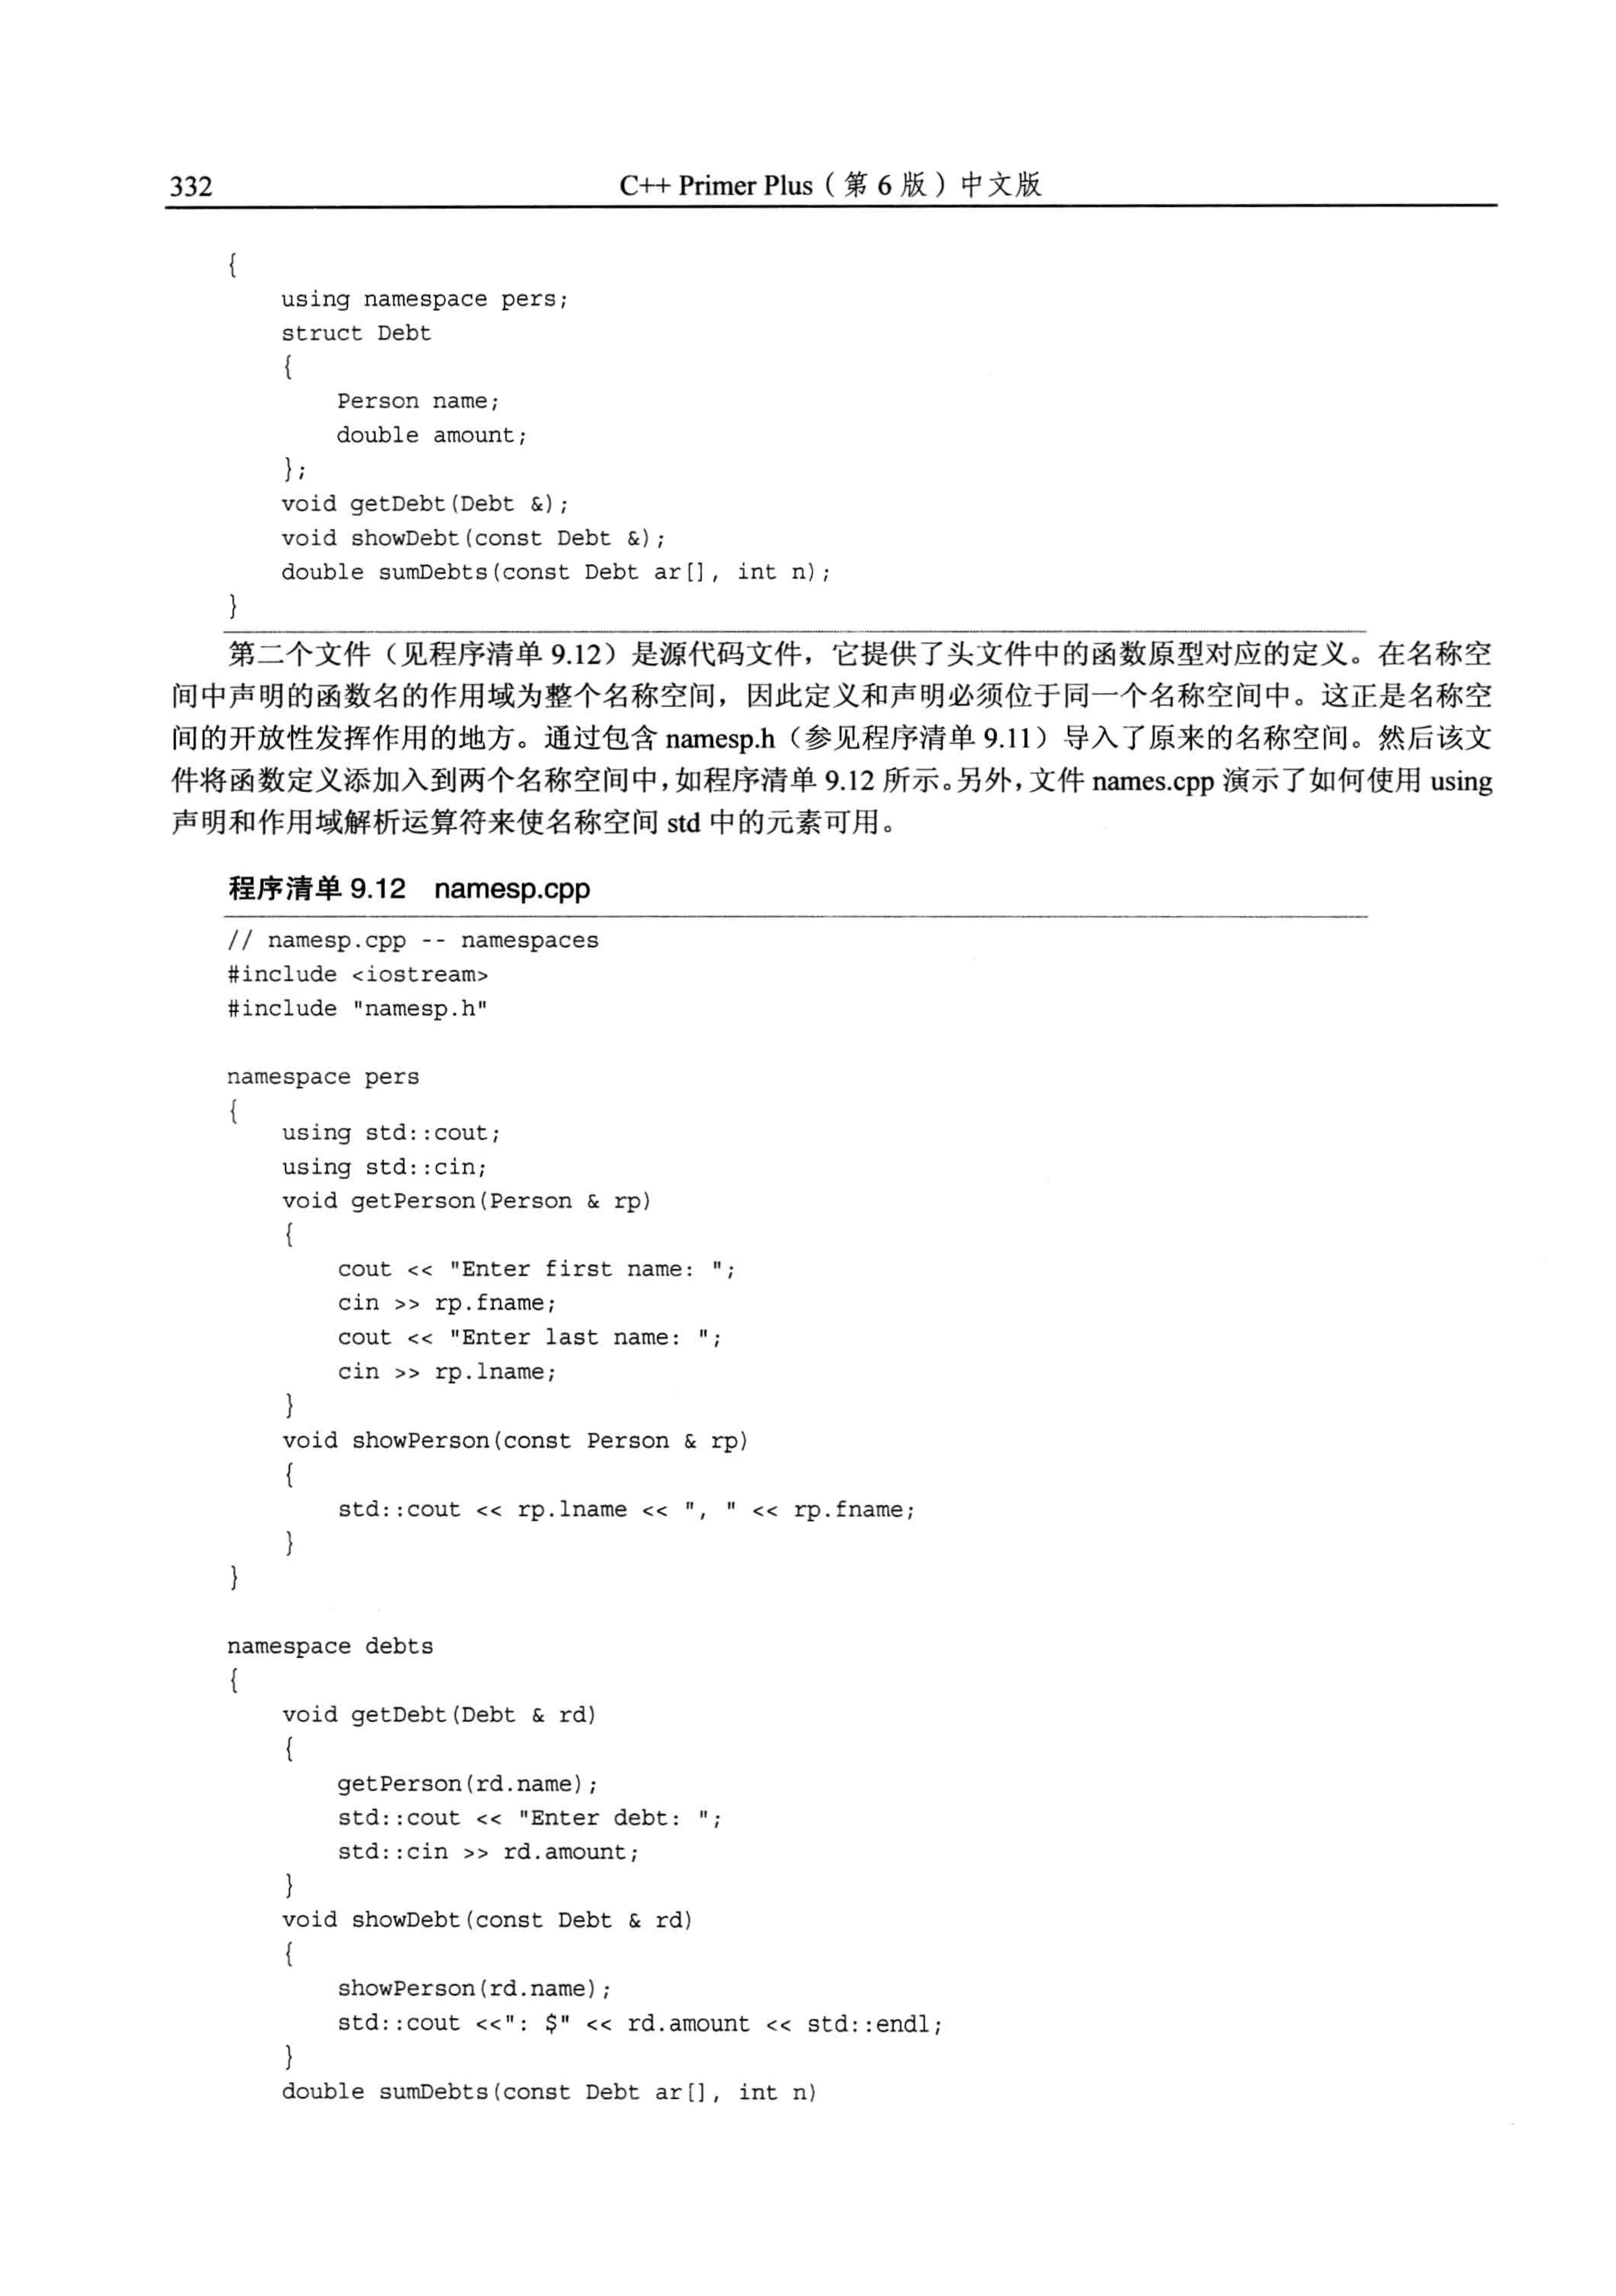 332
C++ Primer Plus（第 6 版）中文版
{
    using namespace pers;
    struct Debt
    {
        Person name;
        double amount;
    };
    void getDebt(Debt &);
    void showDebt(const Debt &);
    double sumDebts(const Debt ar[], int n);
}
第二个文件（见程序清单 9.12）是源代码文件，它提供了头文件中的函数原型对应的定义。在名称空
间中声明的函数名的作用域为整个名称空间，因此定义和声明必须位于同一个名称空间中。这正是名称空
间的开放性发挥作用的地方。通过包含 namesp.h（参见程序清单 9.11）导入了原来的名称空间。然后该文
件将函数定义添加入到两个名称空间中，如程序清单 9.12 所示。另外，文件 names.cpp 演示了如何使用 using
声明和作用域解析运算符来使名称空间 std 中的元素可用。
程序清单 9.12 namesp.cpp
// namesp.cpp -- namespaces
#include <iostream>
#include "namesp.h"
namespace pers
{
    using std::cout;
    using std::cin;
    void getPerson(Person & rp)
    {
        cout << "Enter first name: ";
        cin >> rp.fname;
        cout << "Enter last name: ";
        cin >> rp.lname;
    }
    void showPerson(const Person & rp)
    {
        std::cout << rp.lname << ", " << rp.fname;
    }
}
namespace debts
{
    void getDebt(Debt & rd)
    {
        getPerson(rd.name);
        std::cout << "Enter debt: ";
        std::cin >> rd.amount;
    }
    void showDebt(const Debt & rd)
    {
        showPerson(rd.name);
        std::cout <<": $" << rd.amount << std::endl;
    }
    double sumDebts(const Debt ar[], int n)